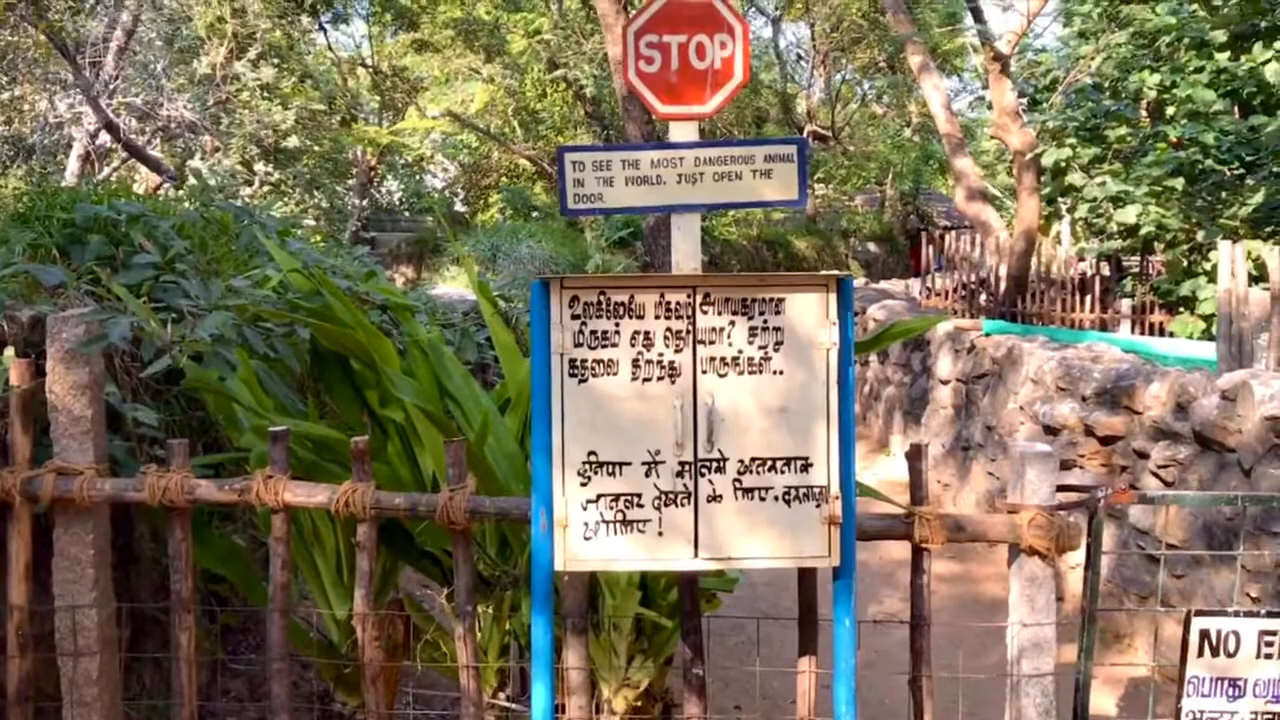 STOP
TO SEE THE MOST DANGEROUS ANIMAL
IN THE WORLD. JUST OPEN THE
DOOR.
உலகிலேயே மிகவும் அபாயகரமான
மிருகம் எது தெரியுமா? சற்று
கதவை திறந்து பாருங்கள்..
दुनिया में सबसे खतरनाक
जानवर देखने के लिए, दरवाज़ा
खोलिए!
NO
பொது